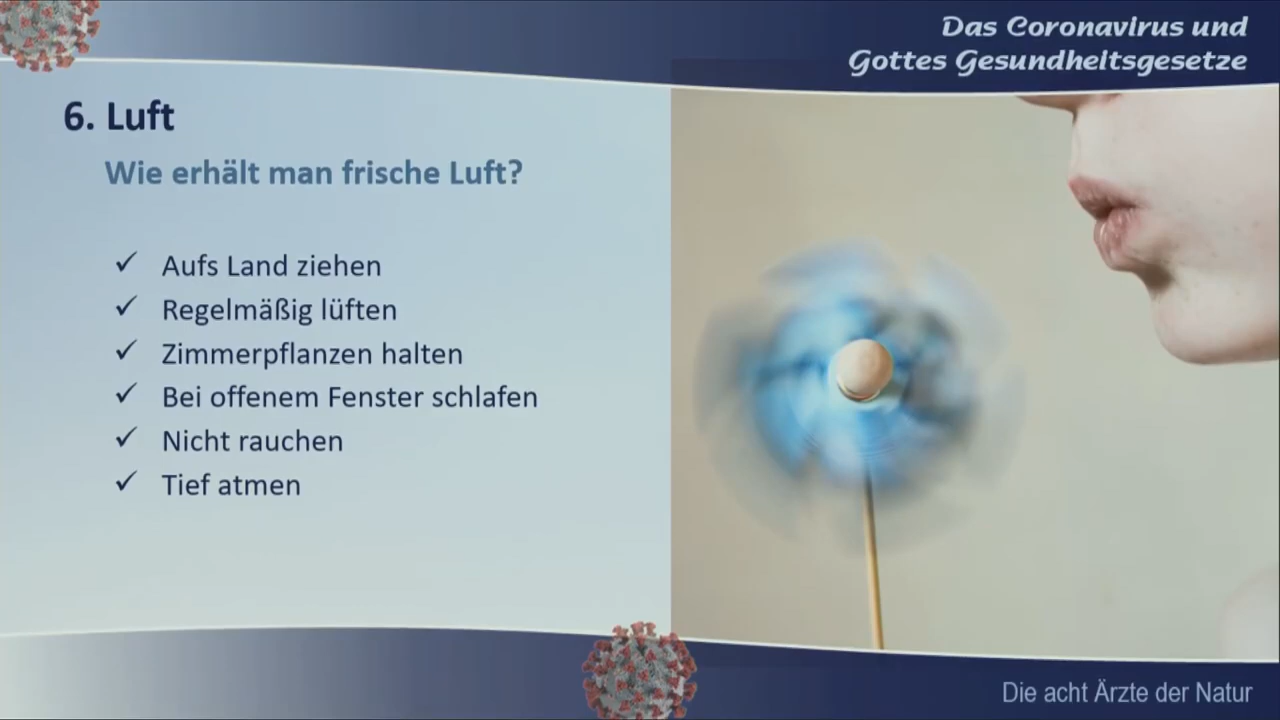 Das Coronavirus und
Gottes Gesundheitsgesetze
6. Luft
Wie erhält man frische Luft?
✓ Aufs Land ziehen
✓ Regelmäßig lüften
✓ Zimmerpflanzen halten
✓ Bei offenem Fenster schlafen
✓ Nicht rauchen
✓ Tief atmen
Die acht Ärzte der Natur